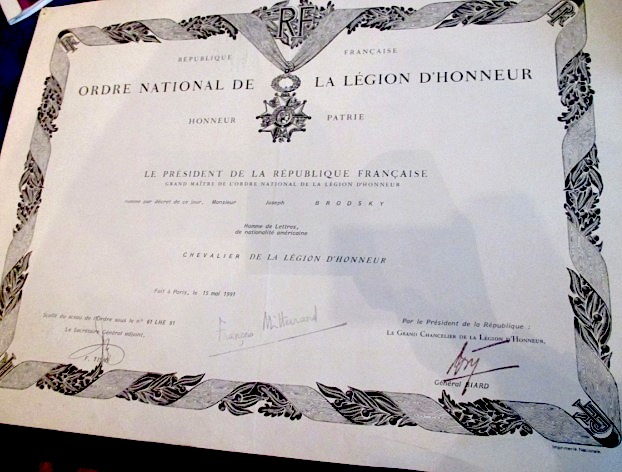 RF
RÉPUBLIQUE FRANÇAISE
ORDRE NATIONAL DE LA LÉGION D'HONNEUR
HONNEUR PATRIE
LE PRÉSIDENT DE LA RÉPUBLIQUE FRANÇAISE
GRAND MAÎTRE DE L'ORDRE NATIONAL DE LA LÉGION D'HONNEUR
nomme par décret de ce jour, Monsieur Joseph BRODSKY
Homme de Lettres,
de nationalité américaine
CHEVALIER DE LA LÉGION D'HONNEUR
Fait à Paris, le 15 mai 1991
Scellé du sceau de l'Ordre sous le n° 61 LHE 91
Le Secrétaire Général adjoint,
F.
François Mitterrand
Par le Président de la République :
LE GRAND CHANCELIER DE LA LÉGION D'HONNEUR,
Général BIARD
Imprimerie Nationale.